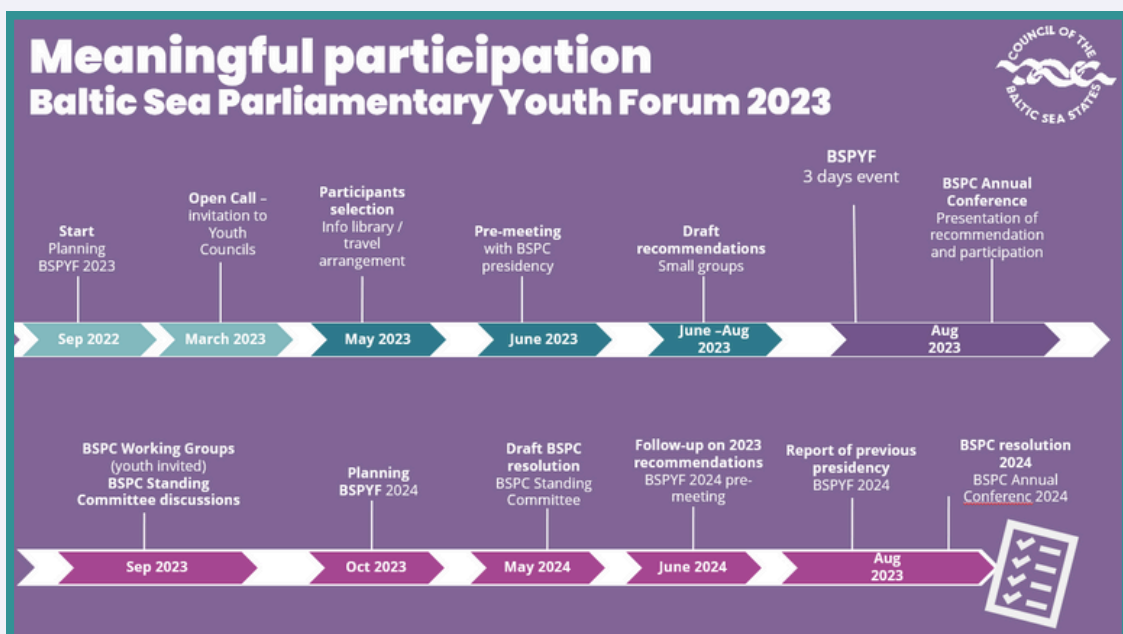 Meaningful participation
Baltic Sea Parliamentary Youth Forum 2023
COUNCIL OF THE
BALTIC SEA STATES
Start
Planning
BSPYF 2023
Open Call –
invitation to
Youth
Councils
Participants
selection
Info library /
travel
arrangement
Pre-meeting
with BSPC
presidency
Draft
recommendations
Small groups
BSPYF
3 days event
BSPC Annual
Conference
Presentation of
recommendation
and participation
Sep 2022
March 2023
May 2023
June 2023
June –Aug
2023
Aug
2023
BSPC Working Groups
(youth invited)
BSPC Standing
Committee discussions
Planning
BSPYF 2024
Draft BSPC
resolution
BSPC Standing
Committee
Follow-up on 2023
recommendations
BSPYF 2024 pre-
meeting
Report of previous
presidency
BSPYF 2024
BSPC resolution
2024
BSPC Annual
Conferenc 2024
Sep 2023
Oct 2023
May 2024
June 2024
Aug
2023